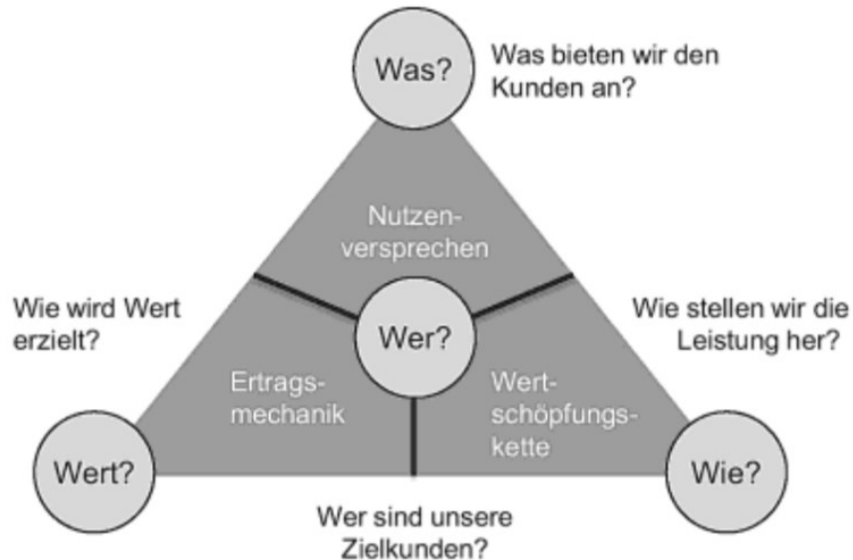 Was?
Was bieten wir den
Kunden an?
Nutzen-
versprechen
Wie wird Wert
erzielt?
Wer?
Wie stellen wir die
Leistung her?
Ertrags-
mechanik
Wert-
schöpfungs-
kette
Wert?
Wie?
Wer sind unsere
Zielkunden?